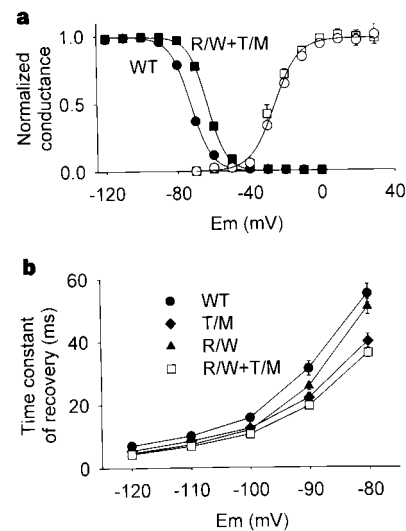 a
Normalized
conductance
1.0
0.5
0.0
WT
R/W+T/M
-120 -80 -40 0 40
Em (mV)
b
Time constant
of recovery (ms)
60
40
20
0
WT
T/M
R/W
R/W+T/M
-120 -110 -100 -90 -80
Em (mV)